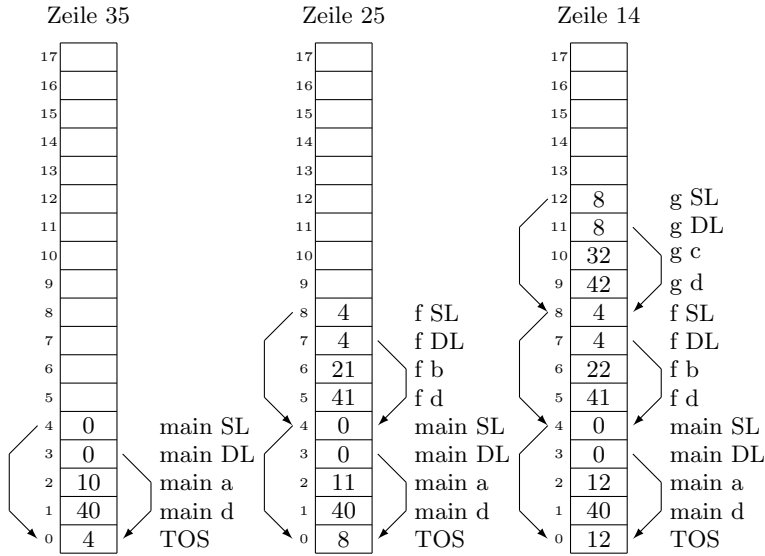 Zeile 35 Zeile 25 Zeile 14
17 17 17
16 16 16
15 15 15
14 14 14
13 13 13
12 12 12 8 g SL
11 11 11 8 g DL
10 10 10 32 g c
9 9 9 42 g d
8 8 4 f SL 8 4 f SL
7 7 4 f DL 7 4 f DL
6 6 21 f b 6 22 f b
5 5 41 f d 5 41 f d
4 0 main SL 4 0 main SL 4 0 main SL
3 0 main DL 3 0 main DL 3 0 main DL
2 10 main a 2 11 main a 2 12 main a
1 40 main d 1 40 main d 1 40 main d
0 4 TOS 0 8 TOS 0 12 TOS